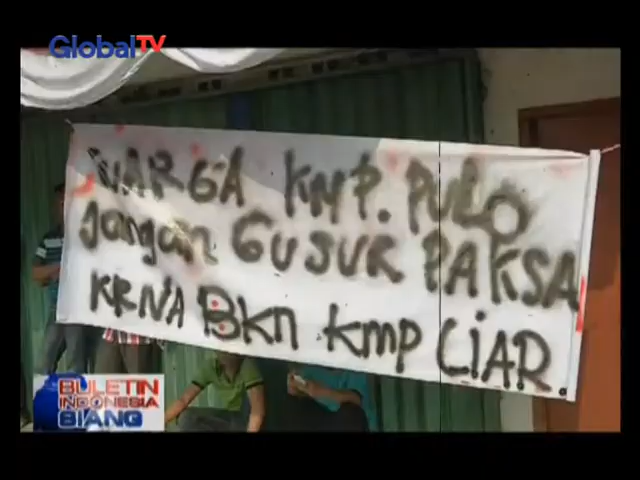 GlobalTV
WARGA KMP. PULO
Jangan GUSUR PAKSA
KRNA BKn kmp LiAR
BULETIN
INDONESIA
SIANG